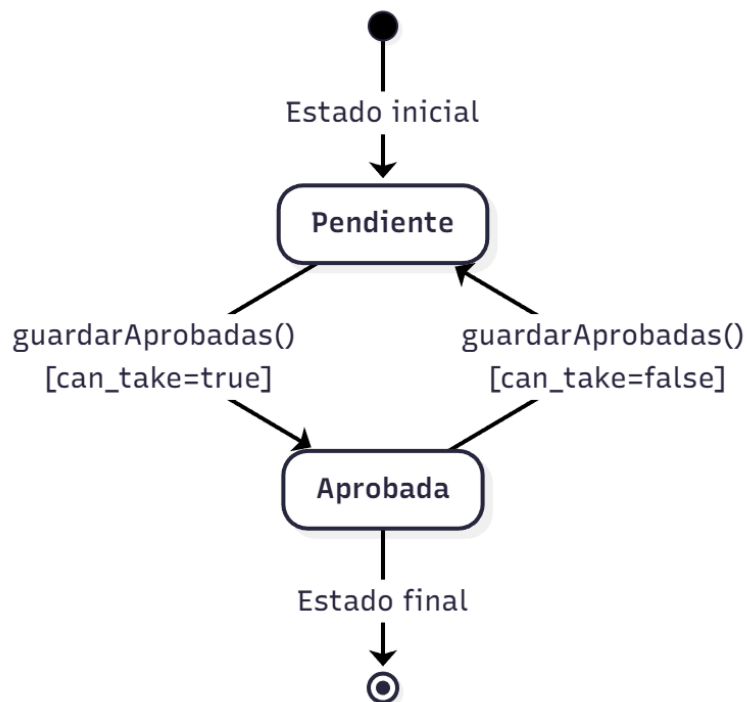 Estado inicial
Pendiente
guardarAprobadas()
[can_take=true]
guardarAprobadas()
[can_take=false]
Aprobada
Estado final